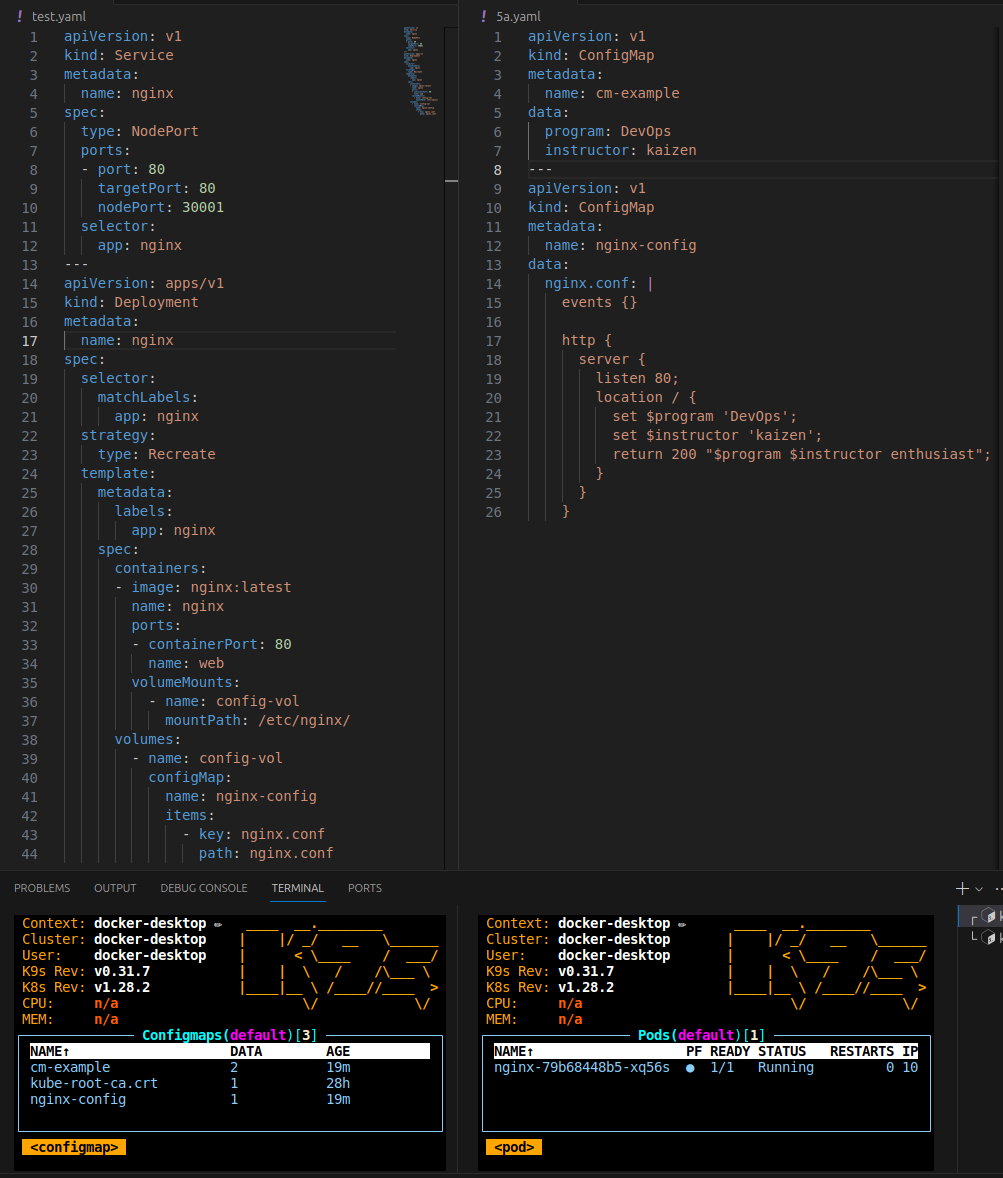 ! test.yaml
1 apiVersion: v1
2 kind: Service
3 metadata:
4   name: nginx
5 spec:
6   type: NodePort
7   ports:
8   - port: 80
9     targetPort: 80
10     nodePort: 30001
11   selector:
12     app: nginx
13 ---
14 apiVersion: apps/v1
15 kind: Deployment
16 metadata:
17   name: nginx
18 spec:
19   selector:
20     matchLabels:
21       app: nginx
22   strategy:
23     type: Recreate
24   template:
25     metadata:
26       labels:
27         app: nginx
28     spec:
29       containers:
30       - image: nginx:latest
31         name: nginx
32         ports:
33         - containerPort: 80
34           name: web
35         volumeMounts:
36           - name: config-vol
37             mountPath: /etc/nginx/
38       volumes:
39         - name: config-vol
40           configMap:
41             name: nginx-config
42             items:
43               - key: nginx.conf
44                 path: nginx.conf
! 5a.yaml
1 apiVersion: v1
2 kind: ConfigMap
3 metadata:
4   name: cm-example
5 data:
6   program: DevOps
7   instructor: kaizen
8 ---
9 apiVersion: v1
10 kind: ConfigMap
11 metadata:
12   name: nginx-config
13 data:
14   nginx.conf: |
15     events {}
16
17     http {
18       server {
19         listen 80;
20         location / {
21           set $program 'DevOps';
22           set $instructor 'kaizen';
23           return 200 "$program $instructor enthusiast";
24         }
25       }
26     }
PROBLEMS OUTPUT DEBUG CONSOLE TERMINAL PORTS
Context: docker-desktop
Cluster: docker-desktop
User: docker-desktop
K9s Rev: v0.31.7
K8s Rev: v1.28.2
CPU: n/a
MEM: n/a
Configmaps(default)[3]
NAME↑ DATA AGE
cm-example 2 19m
kube-root-ca.crt 1 28h
nginx-config 1 19m
<configmap>
Context: docker-desktop
Cluster: docker-desktop
User: docker-desktop
K9s Rev: v0.31.7
K8s Rev: v1.28.2
CPU: n/a
MEM: n/a
Pods(default)[1]
NAME↑ PF READY STATUS RESTARTS IP
nginx-79b68448b5-xq56s ● 1/1 Running 0 10
<pod>